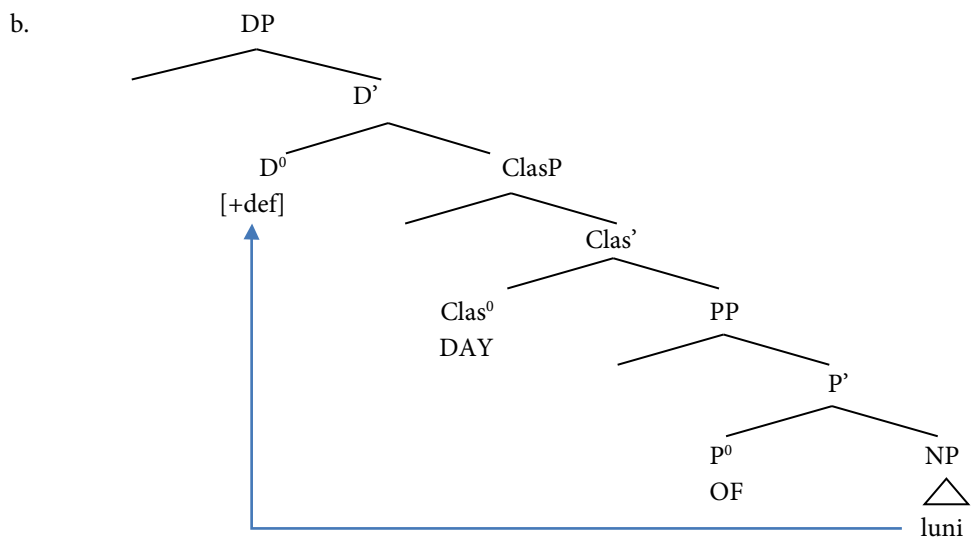 b.
DP
D’
D⁰ ClasP
[+def]
Clas’
Clas⁰ PP
DAY
P’
P⁰ NP
OF
luni